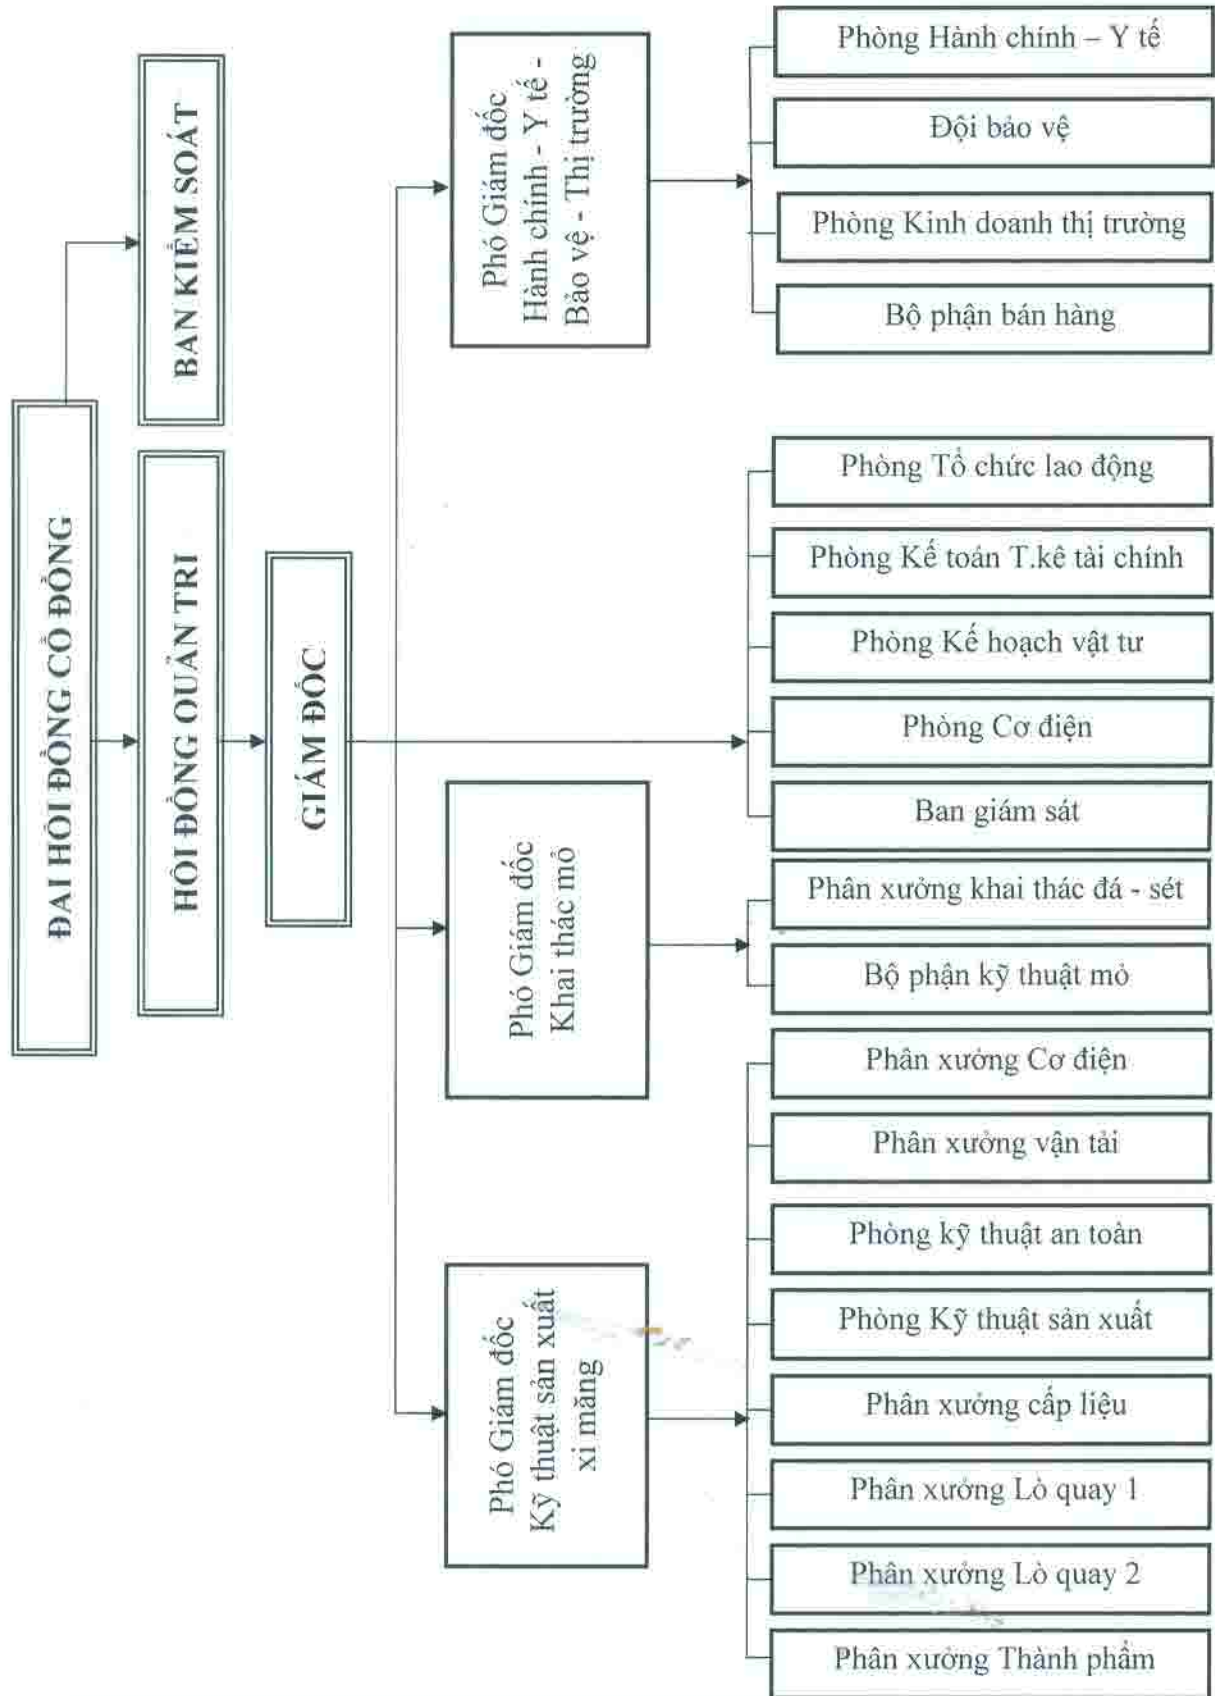 ĐẠI HỘI ĐỒNG CỔ ĐÔNG
BAN KIỂM SOÁT
HỘI ĐỒNG QUẢN TRỊ
GIÁM ĐỐC
Phó Giám đốc
Hành chính - Y tế -
Bảo vệ - Thị trường
Phó Giám đốc
Khai thác mỏ
Phó Giám đốc
Kỹ thuật sản xuất
xi măng
Phòng Hành chính – Y tế
Đội bảo vệ
Phòng Kinh doanh thị trường
Bộ phận bán hàng
Phòng Tổ chức lao động
Phòng Kế toán T.kê tài chính
Phòng Kế hoạch vật tư
Phòng Cơ điện
Ban giám sát
Phân xưởng khai thác đá - sét
Bộ phận kỹ thuật mỏ
Phân xưởng Cơ điện
Phân xưởng vận tải
Phòng kỹ thuật an toàn
Phòng Kỹ thuật sản xuất
Phân xưởng cấp liệu
Phân xưởng Lò quay 1
Phân xưởng Lò quay 2
Phân xưởng Thành phẩm